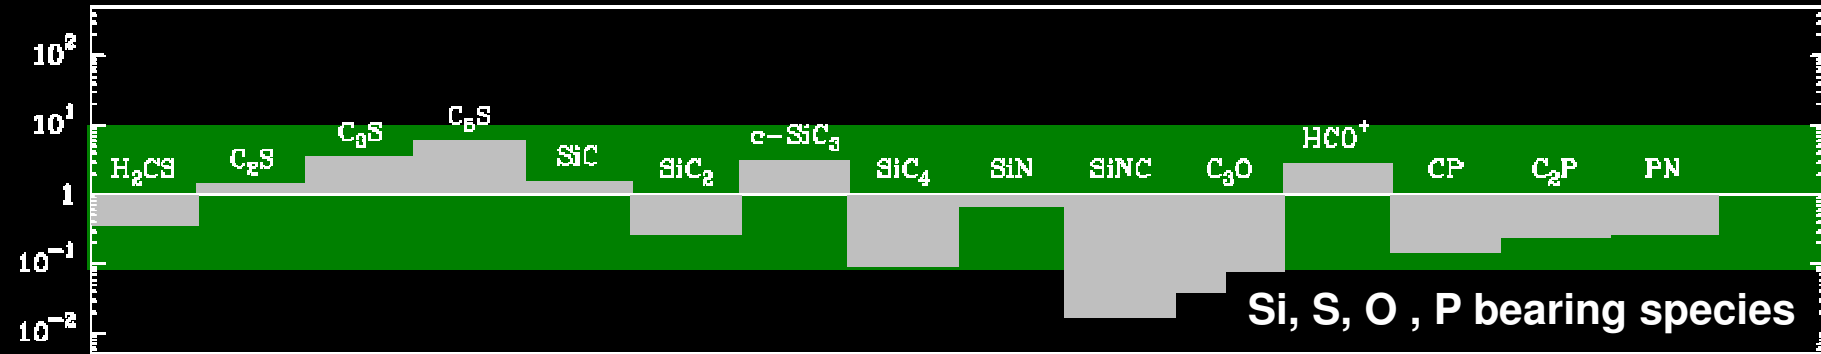 10²
10¹
1
10⁻¹
10⁻²
H₂CS C₂S C₃S C₅S SiC SiC₂ c-SiC₃ SiC₄ SiN SiNC C₃O HCO⁺ CP C₂P PN
Si, S, O , P bearing species